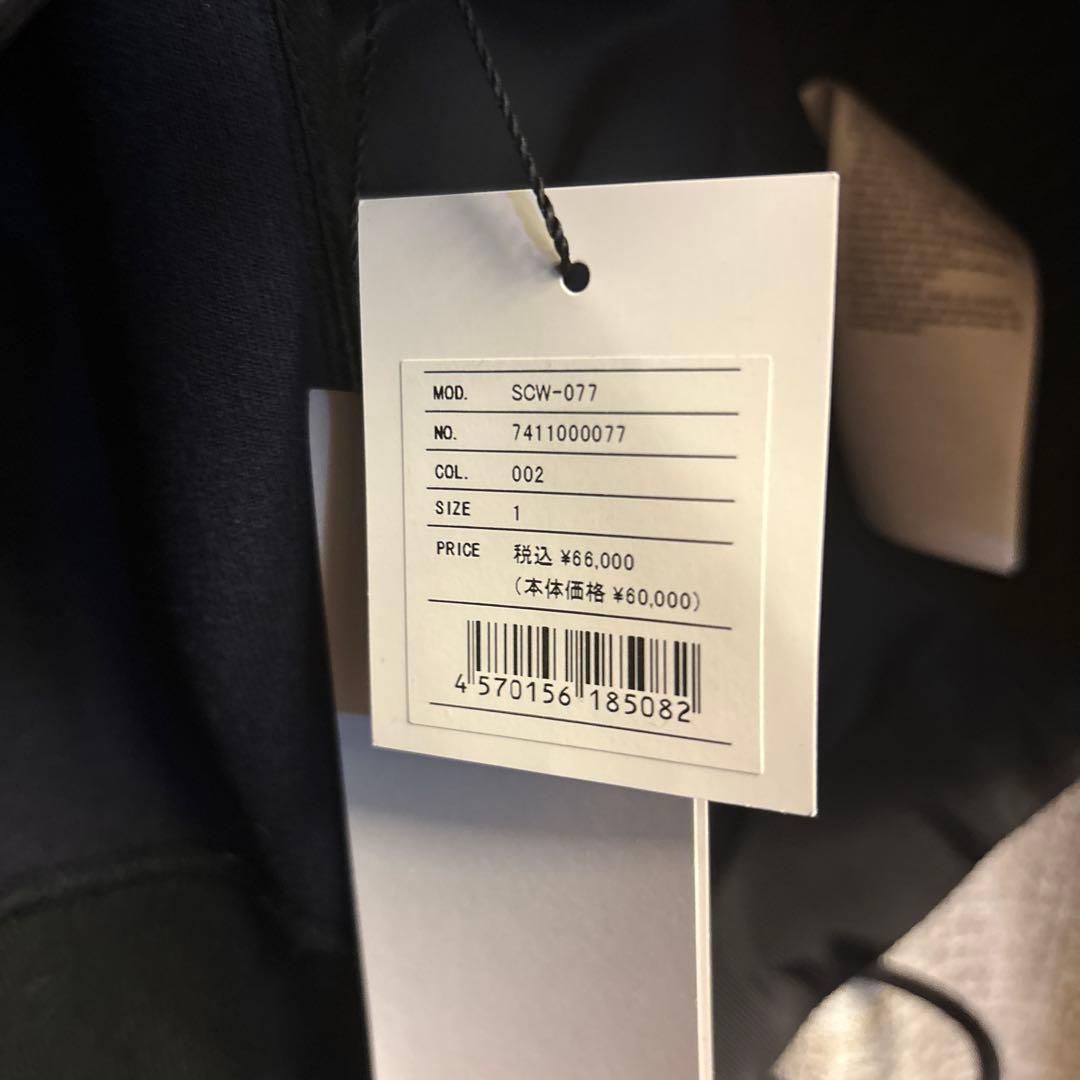 MOD. SCW-077
NO. 7411000077
COL. 002
SIZE 1
PRICE 税込 ¥66,000
(本体価格 ¥60,000)
4 570156 185082